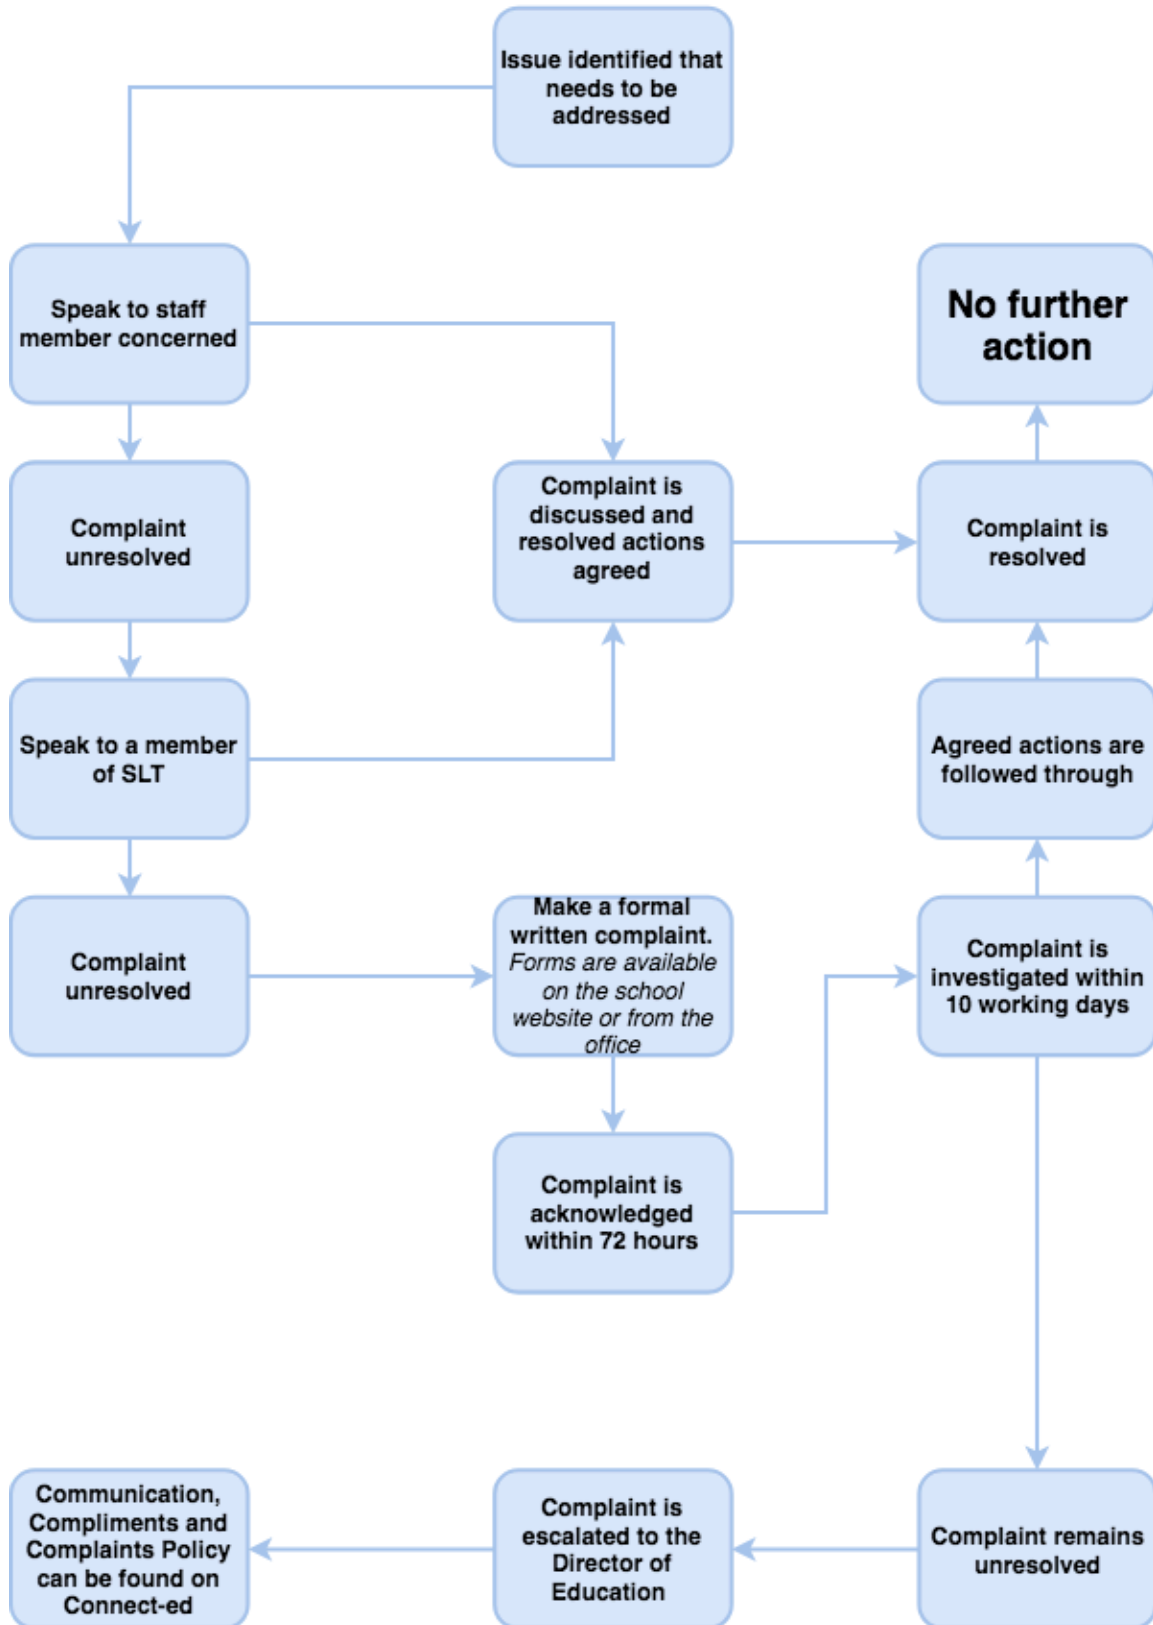 Issue identified that
needs to be
addressed
Speak to staff
member concerned
No further
action
Complaint
unresolved
Complaint is
discussed and
resolved actions
agreed
Complaint is
resolved
Speak to a member
of SLT
Agreed actions are
followed through
Complaint
unresolved
Make a formal
written complaint.
Forms are available
on the school
website or from the
office
Complaint is
investigated within
10 working days
Complaint is
acknowledged
within 72 hours
Communication,
Compliments and
Complaints Policy
can be found on
Connect-ed
Complaint is
escalated to the
Director of
Education
Complaint remains
unresolved